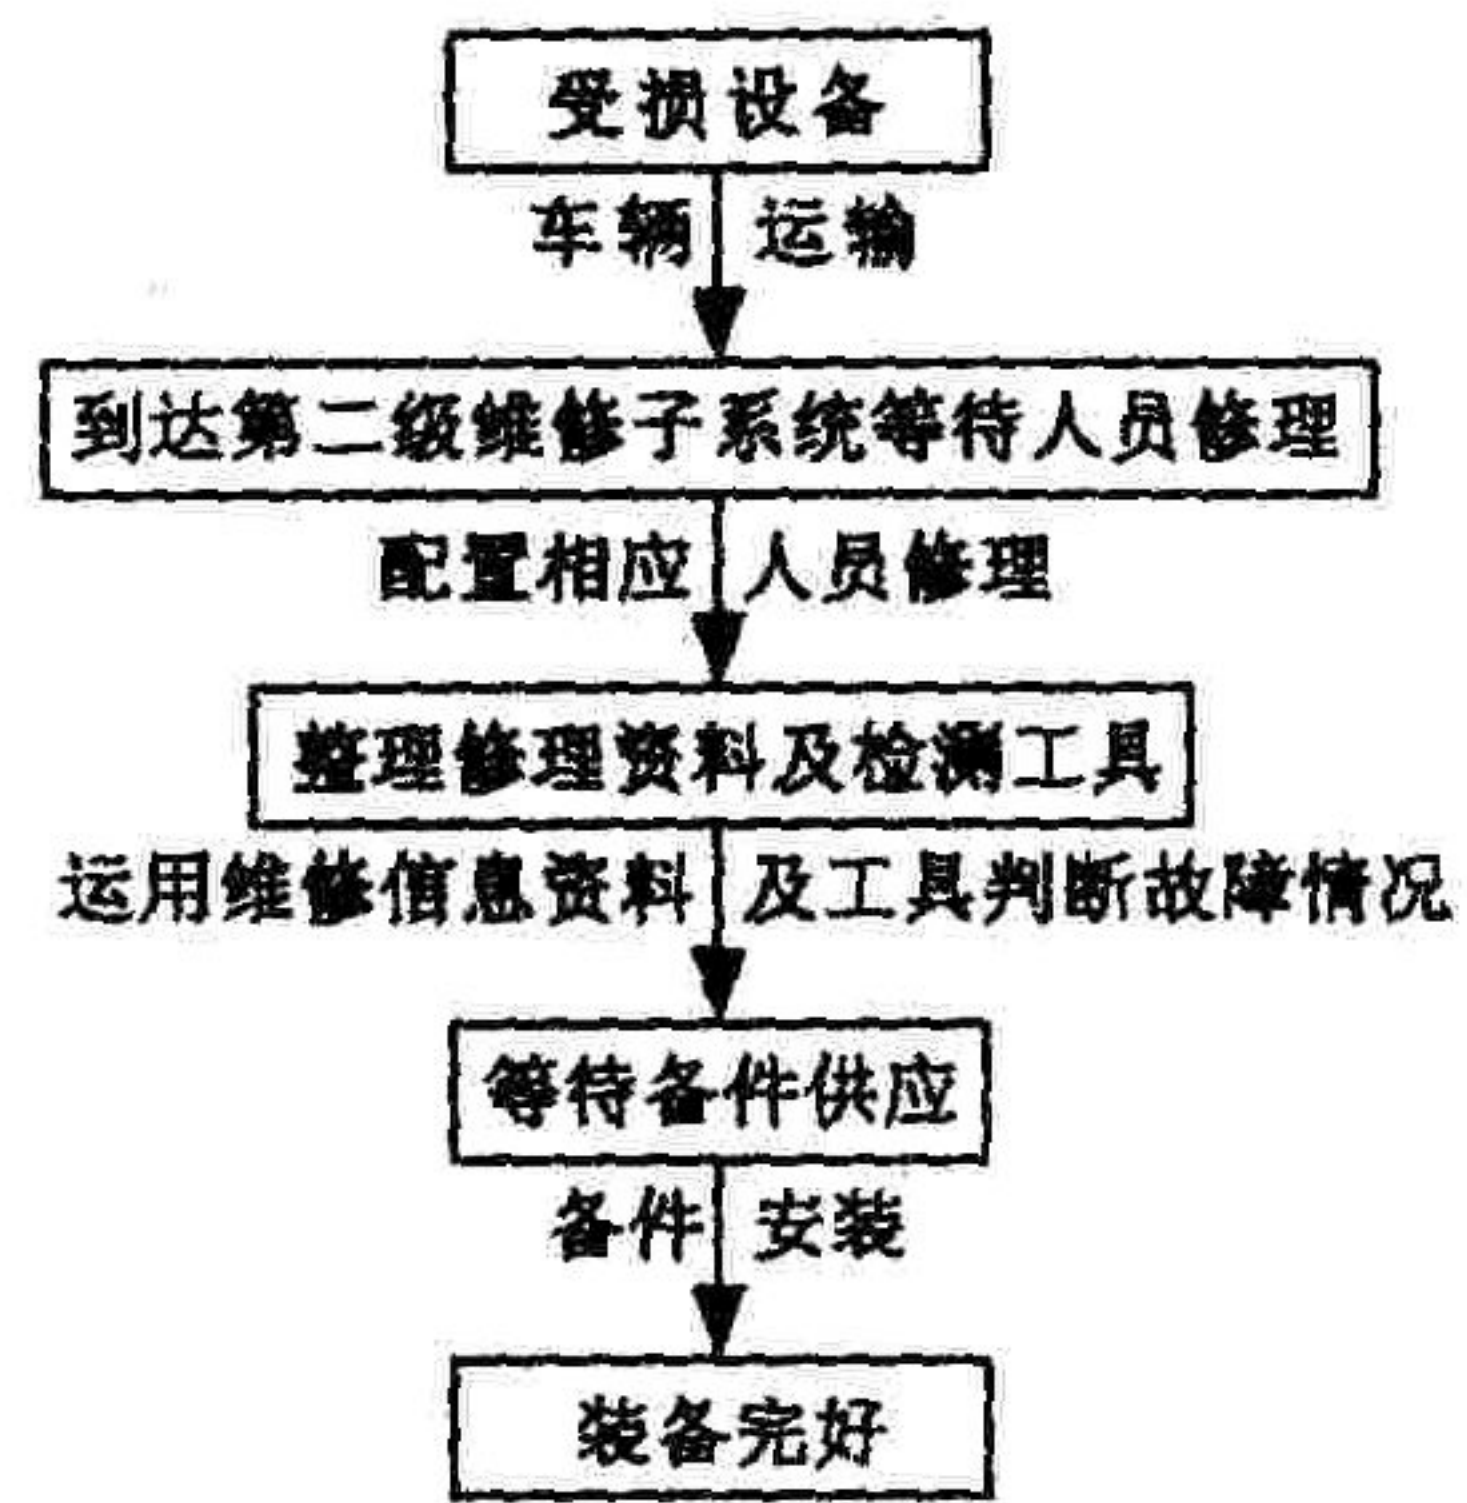 受损设备
车辆 运输
到达第二级维修子系统等待人员修理
配置相应 人员修理
整理修理资料及检测工具
运用维修信息资料 及工具判断故障情况
等待备件供应
备件 安装
装备完好